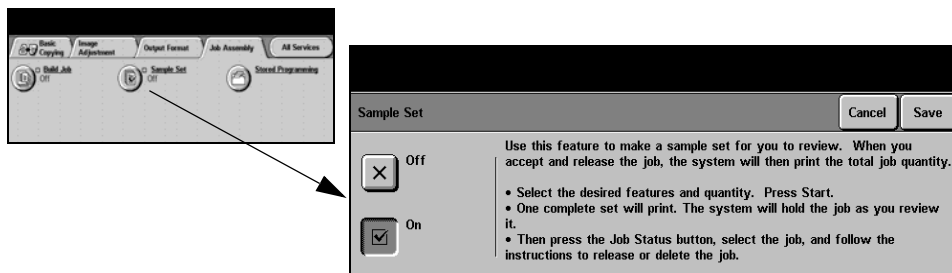 Basic Copying
Image Adjustment
Output Format
Job Assembly
All Services
Build Job
Off
Sample Set
Off
Stored Programming
Sample Set
Cancel
Save
Off
On
Use this feature to make a sample set for you to review. When you
accept and release the job, the system will then print the total job quantity.
• Select the desired features and quantity. Press Start.
• One complete set will print. The system will hold the job as you review
it.
• Then press the Job Status button, select the job, and follow the
instructions to release or delete the job.